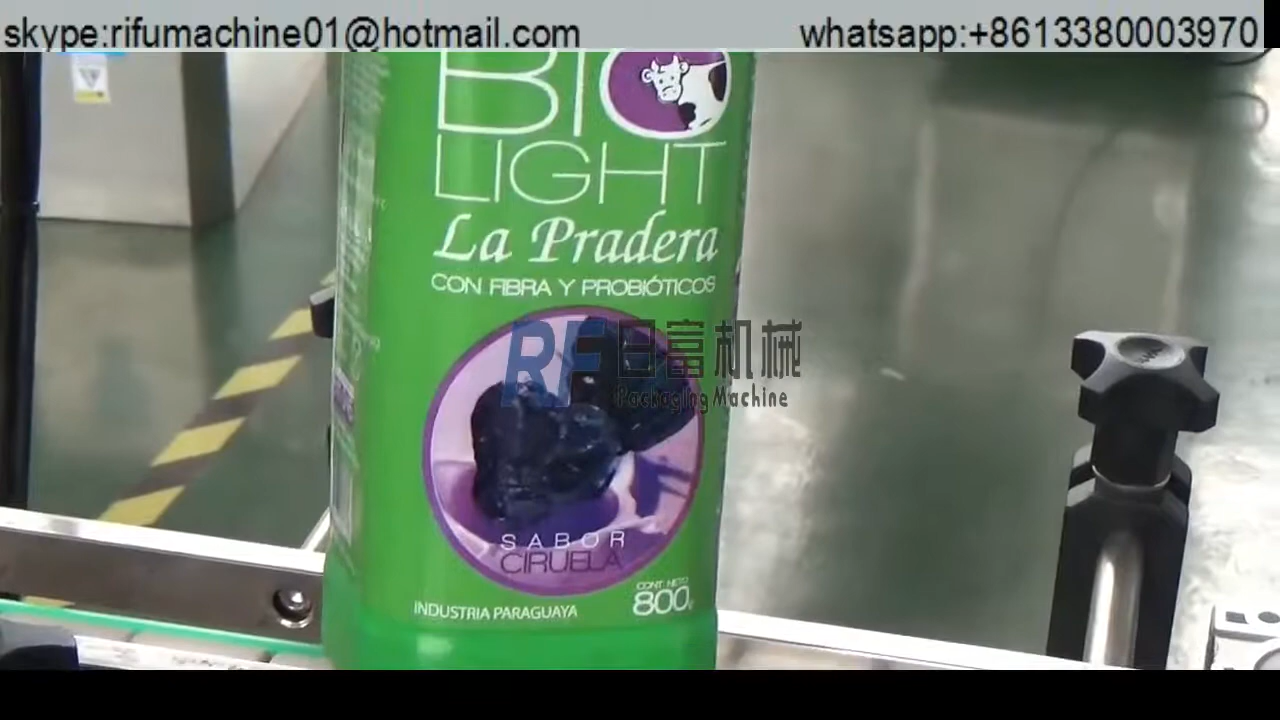 skype:rifumachine01@hotmail.com
whatsapp:+8613380003970
BIO
LIGHT
La Pradera
CON FIBRA Y PROBIÓTICOS
RF日富机械
Packaging Machine
SABOR
CIRUELA
CONT. NETO
800
INDUSTRIA PARAGUAYA